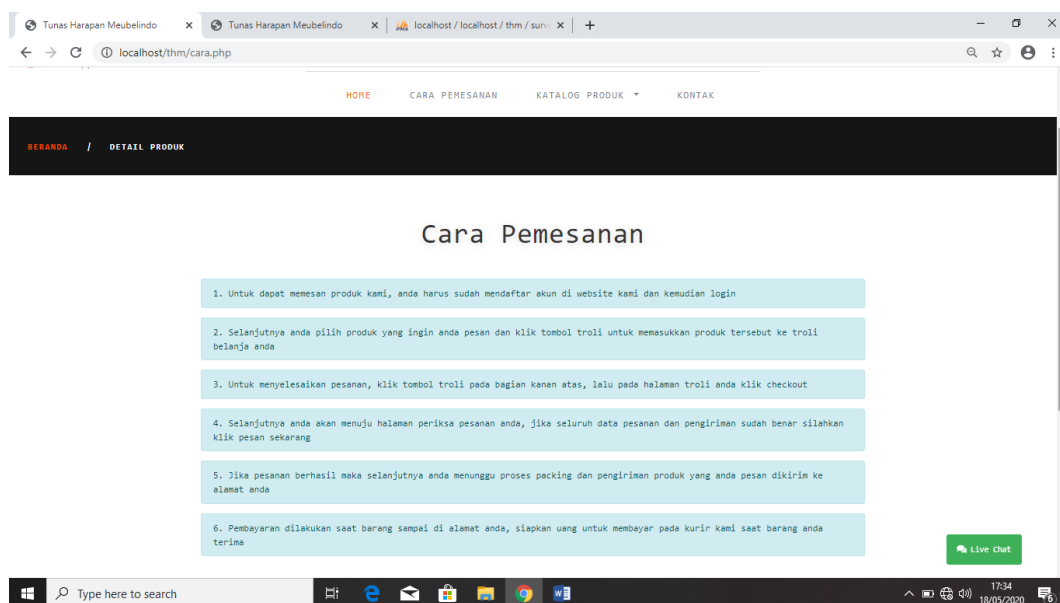 Tunas Harapan Meubelindo
Tunas Harapan Meubelindo
localhost / localhost / thm / surv
localhost/thm/cara.php
HOME CARA PEMESANAN KATALOG PRODUK KONTAK
BERANDA / DETAIL PRODUK
Cara Pemesanan
1. Untuk dapat memesan produk kami, anda harus sudah mendaftar akun di website kami dan kemudian login
2. Selanjutnya anda pilih produk yang ingin anda pesan dan klik tombol troli untuk memasukkan produk tersebut ke troli
belanja anda
3. Untuk menyelesaikan pesanan, klik tombol troli pada bagian kanan atas, lalu pada halaman troli anda klik checkout
4. Selanjutnya anda akan menuju halaman periksa pesanan anda, jika seluruh data pesanan dan pengiriman sudah benar silahkan
klik pesan sekarang
5. Jika pesanan berhasil maka selanjutnya anda menunggu proses packing dan pengiriman produk yang anda pesan dikirim ke
alamat anda
6. Pembayaran dilakukan saat barang sampai di alamat anda, siapkan uang untuk membayar pada kurir kami saat barang anda
terima
Live Chat
Type here to search
17:34
18/05/2020